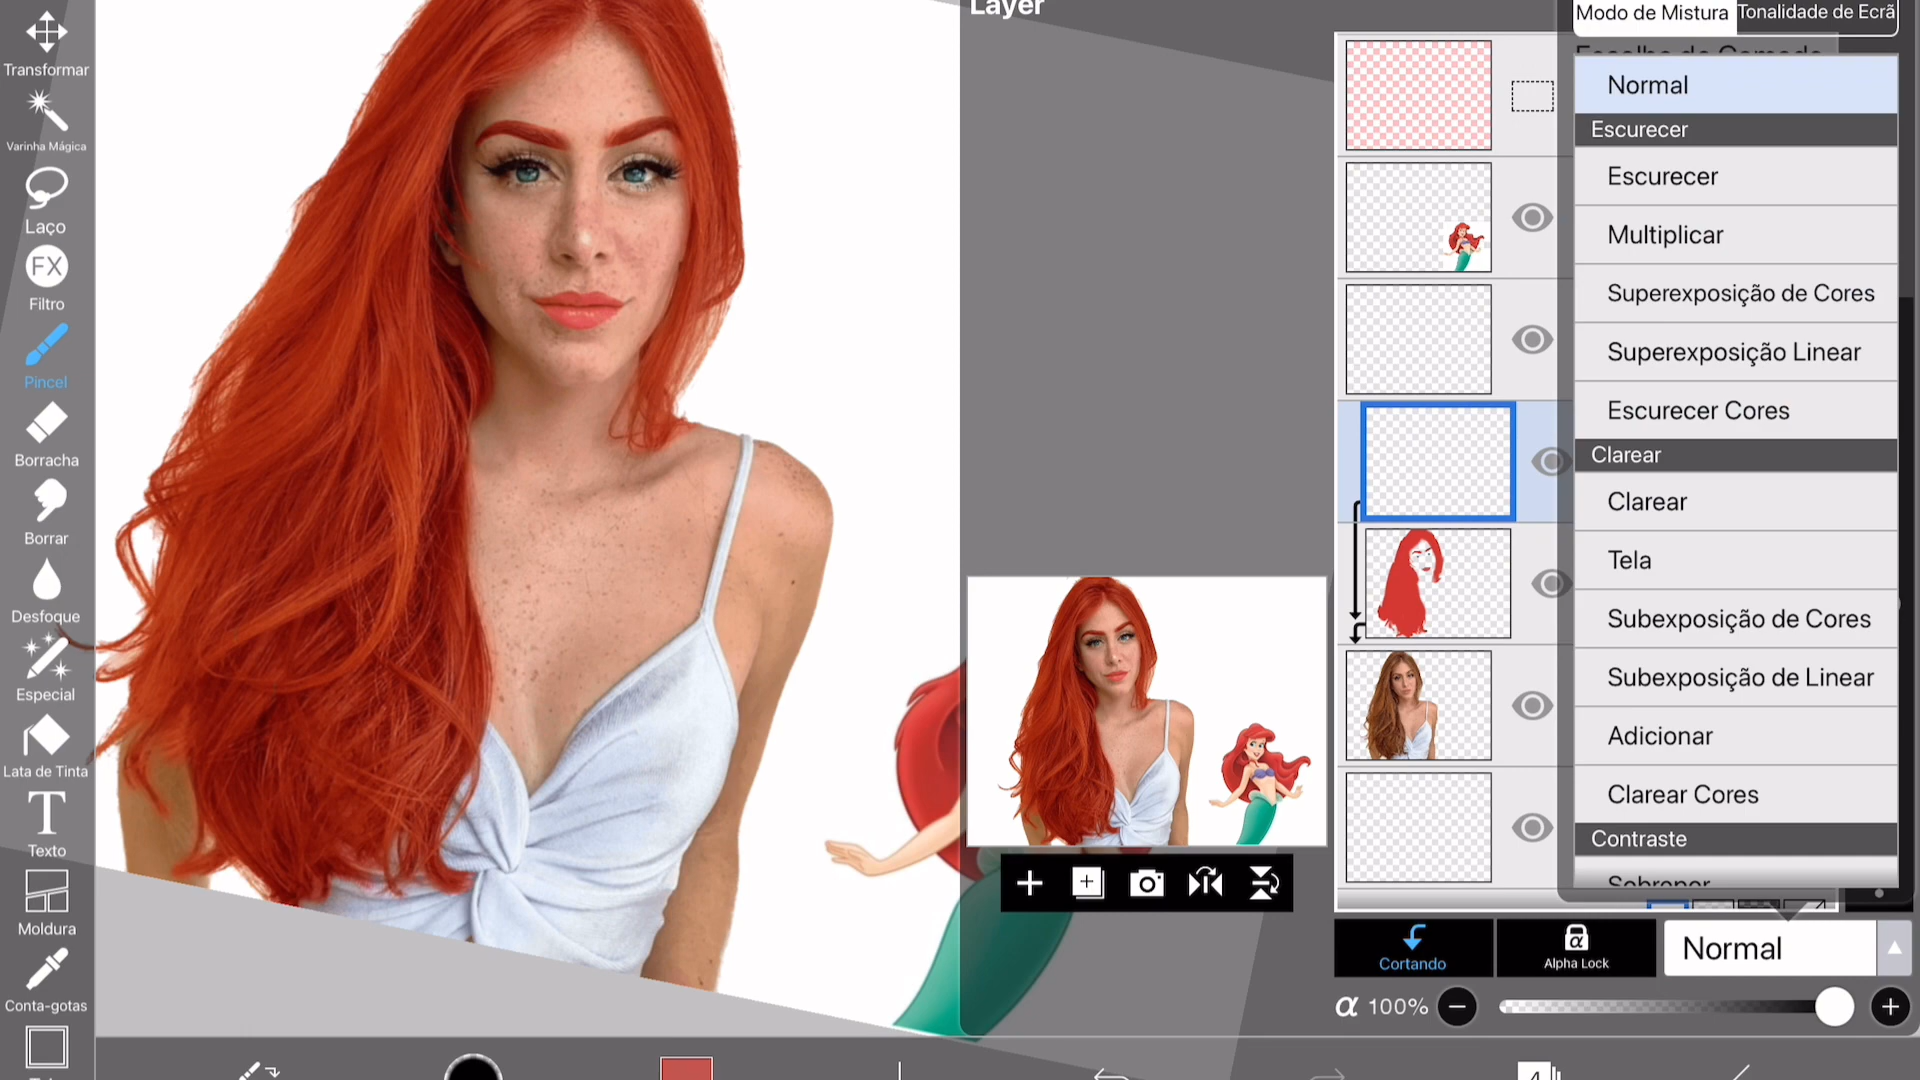 Transformar
Varinha Mágica
Laço
FX
Filtro
Pincel
Borracha
Borrar
Desfoque
Especial
Lata de Tinta
T
Texto
Moldura
Conta-gotas
Layer
Modo de Mistura
Tonalidade de Ecrã
Normal
Escurecer
Escurecer
Multiplicar
Superexposição de Cores
Superexposição Linear
Escurecer Cores
Clarear
Clarear
Tela
Subexposição de Cores
Subexposição de Linear
Adicionar
Clarear Cores
Contraste
Sobrepor
Cortando
α
Alpha Lock
Normal
α 100%
4